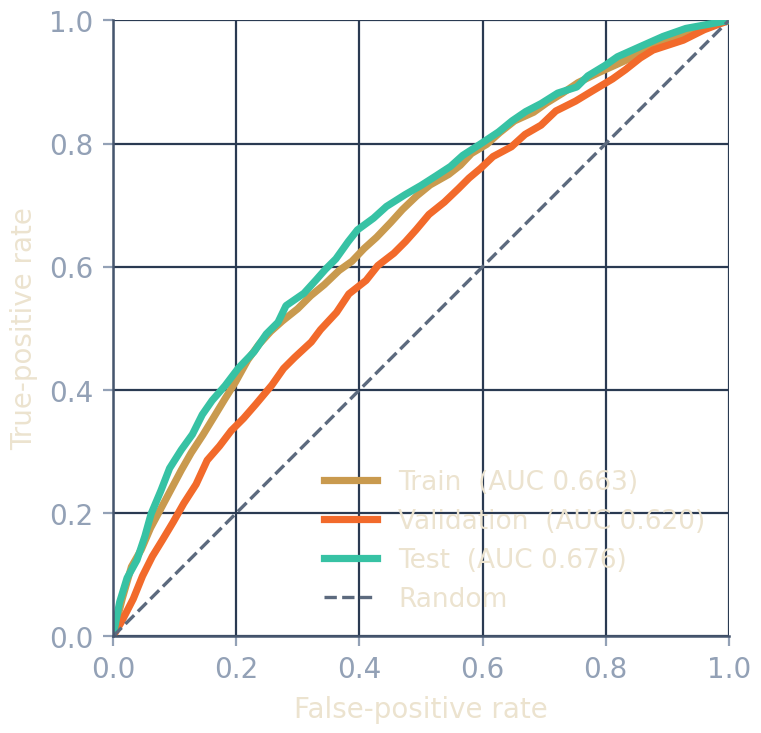 1.0
0.8
0.6
0.4
0.2
0.0
True-positive rate
Train (AUC 0.663)
Validation (AUC 0.620)
Test (AUC 0.676)
Random
0.0 0.2 0.4 0.6 0.8 1.0
False-positive rate